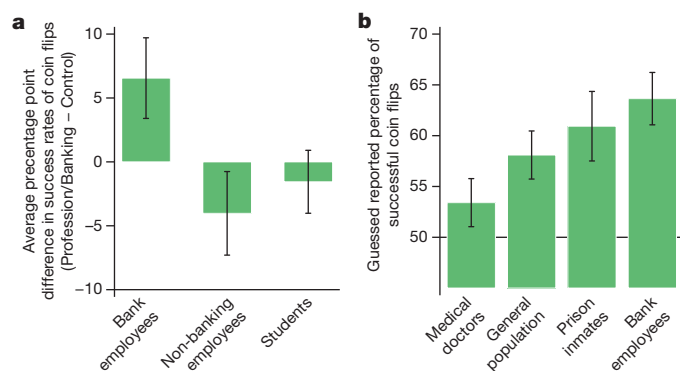 a
Average precentage point
difference in success rates of coin flips
(Profession/Banking – Control)
10
5
0
–5
–10
Bank
employees
Non-banking
employees
Students
b
Guessed reported percentage of
successful coin flips
70
65
60
55
50
Medical
doctors
General
population
Prison
inmates
Bank
employees